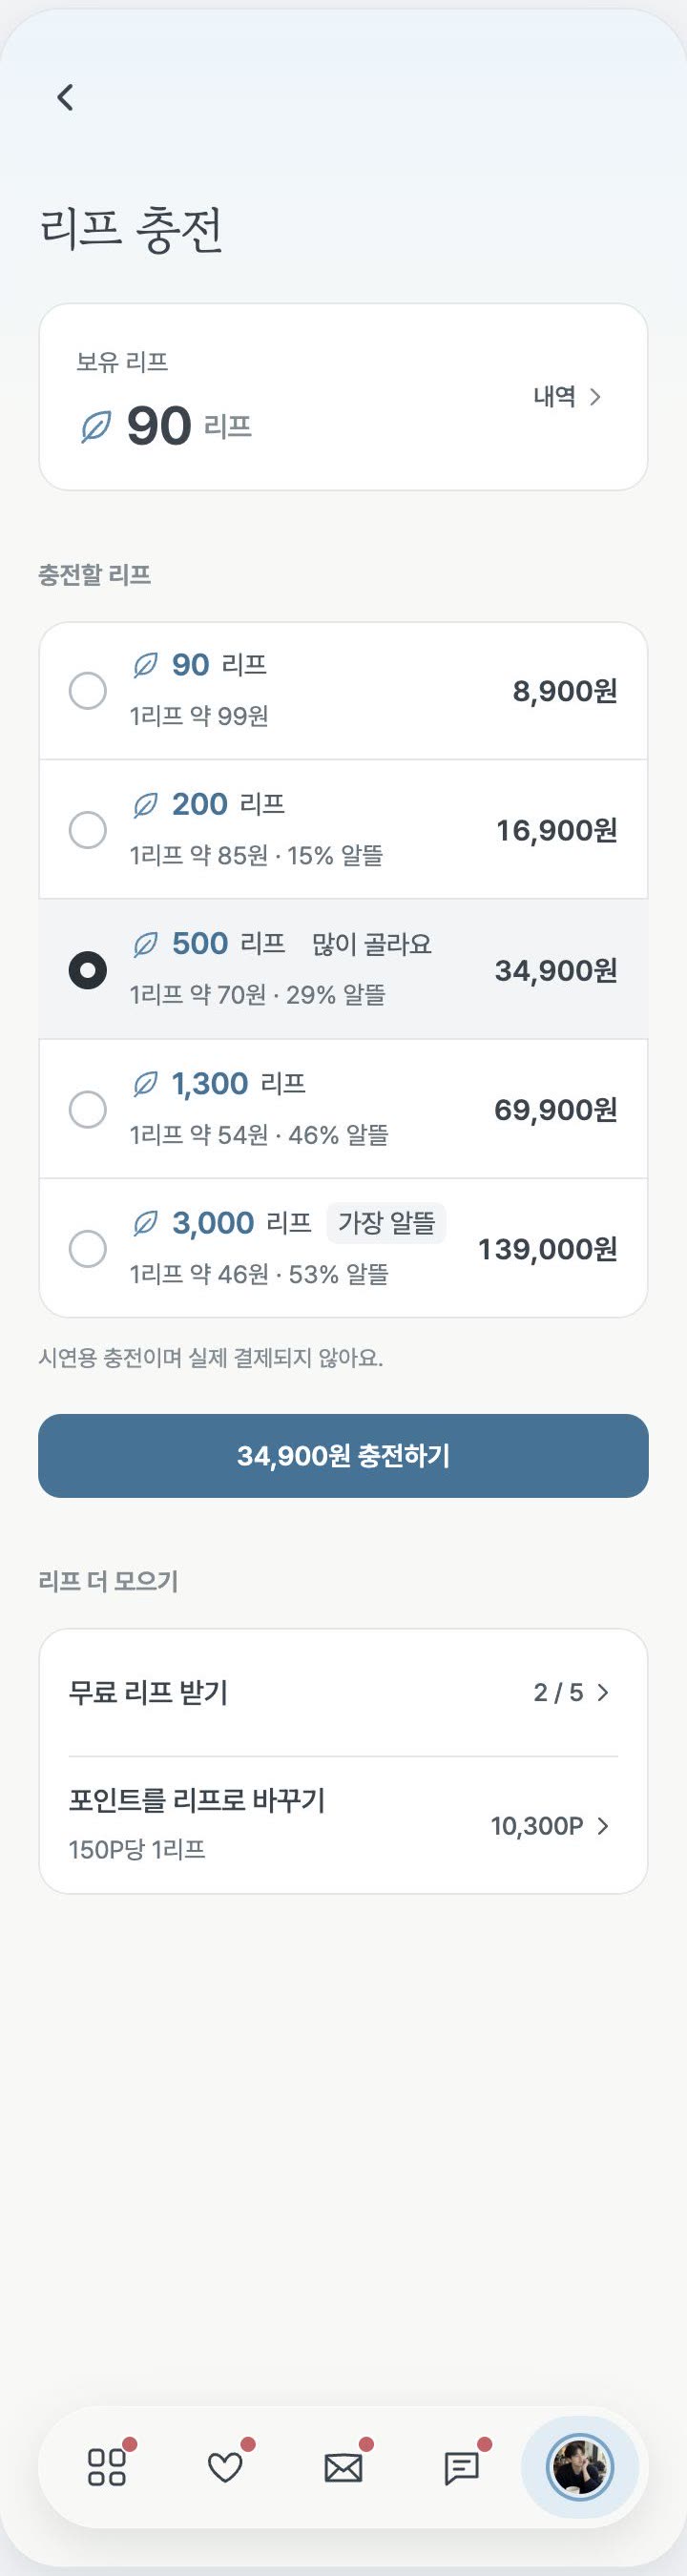 리프 충전
보유 리프
90 리프
내역
충전할 리프
90 리프
1리프 약 99원
8,900원
200 리프
1리프 약 85원 · 15% 알뜰
16,900원
500 리프 많이 골라요
1리프 약 70원 · 29% 알뜰
34,900원
1,300 리프
1리프 약 54원 · 46% 알뜰
69,900원
3,000 리프 가장 알뜰
1리프 약 46원 · 53% 알뜰
139,000원
시연용 충전이며 실제 결제되지 않아요.
34,900원 충전하기
리프 더 모으기
무료 리프 받기
2 / 5
포인트를 리프로 바꾸기
150P당 1리프
10,300P